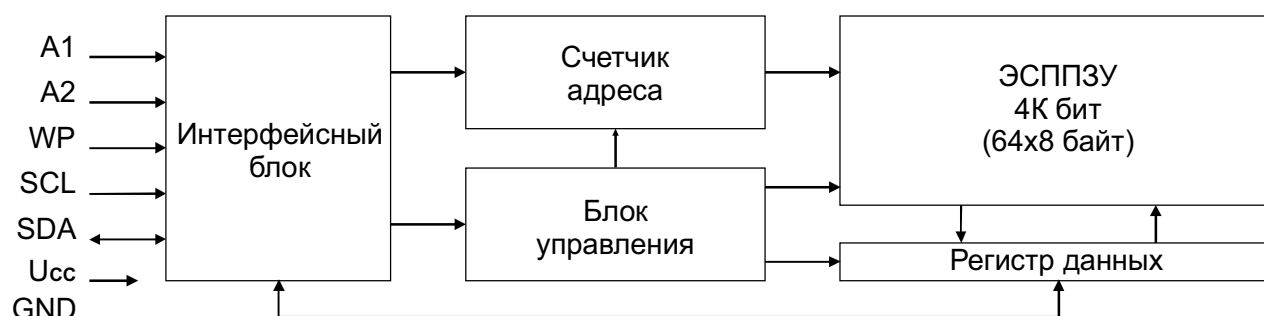 A1
A2
WP
SCL
SDA
Ucc
GND
Интерфейсный
блок
Счетчик
адреса
Блок
управления
ЭСППЗУ
4К бит
(64x8 байт)
Регистр данных